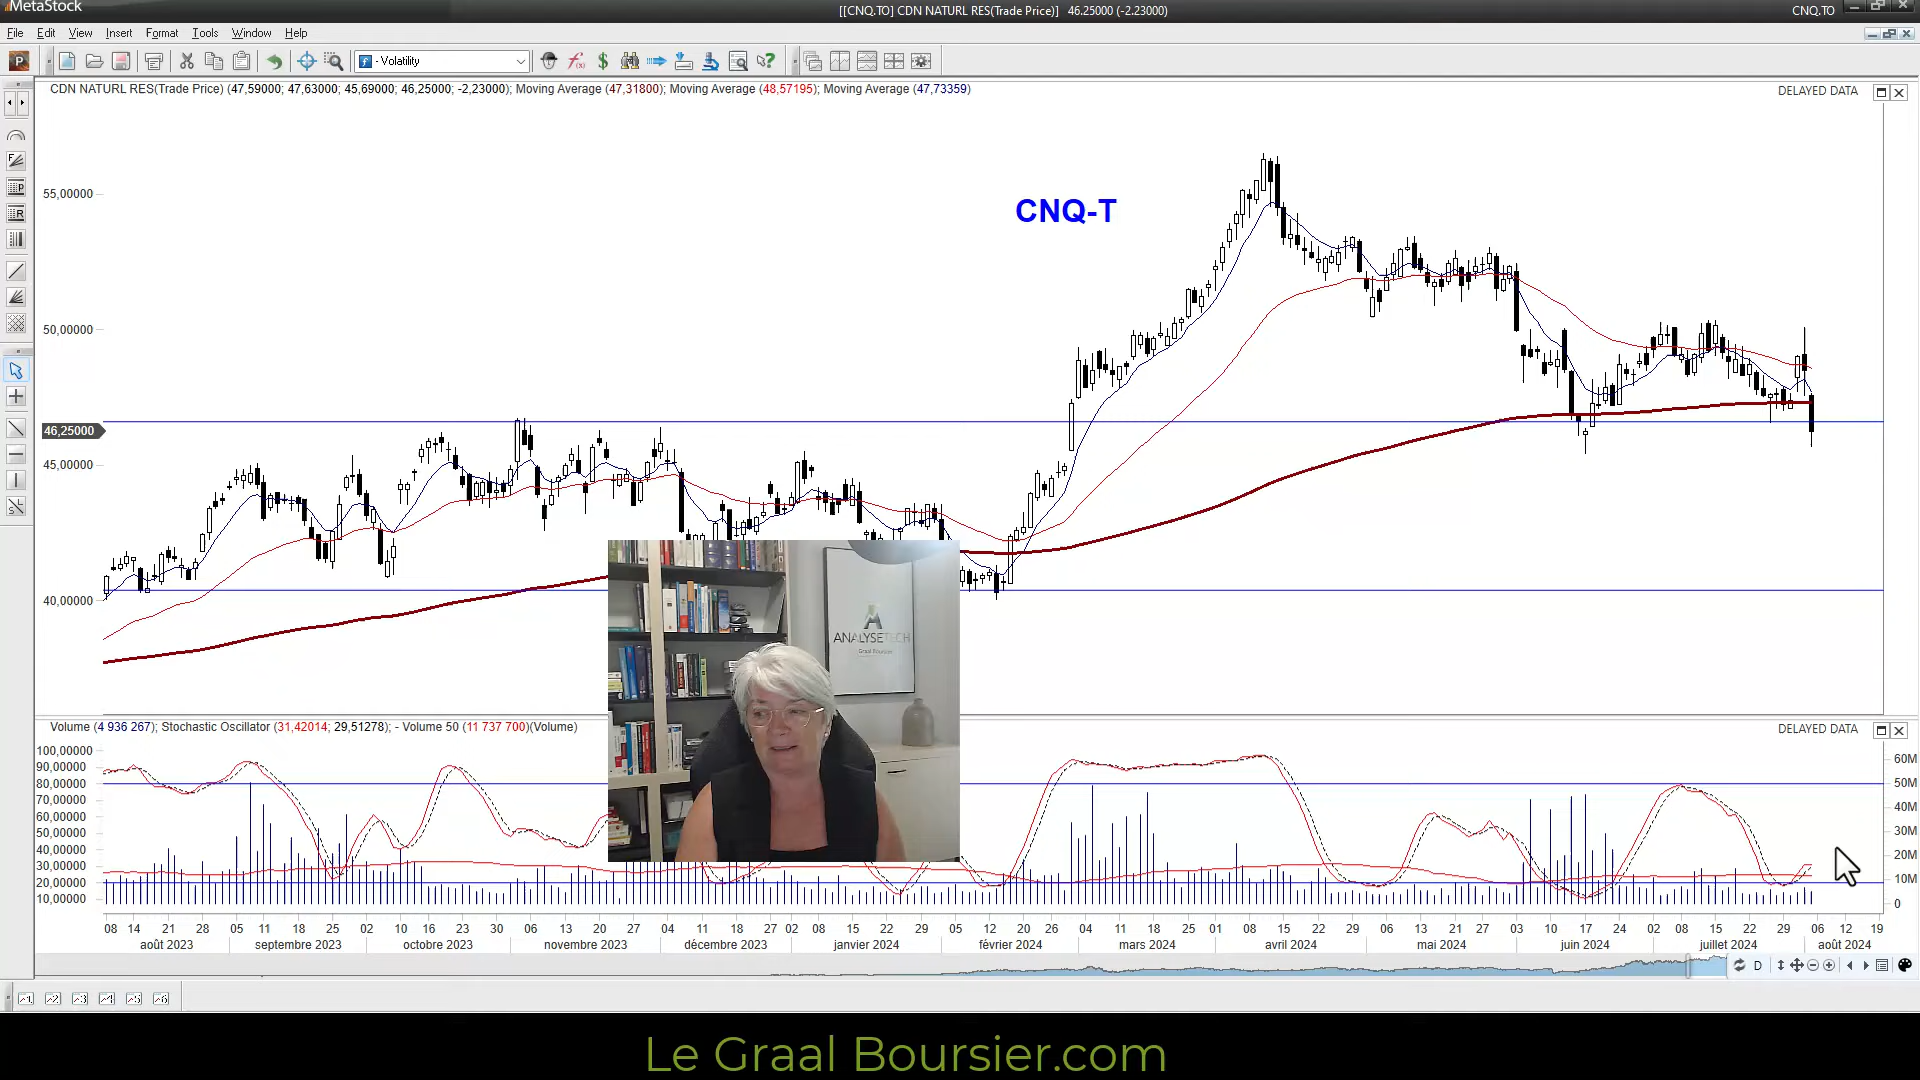 MetaStock
[[CNQ.TO] CDN NATURL RES(Trade Price)] 46.25000 (-2.23000)
CNQ.TO
File Edit View Insert Format Tools Window Help
- Volatility
CDN NATURL RES(Trade Price) (47,59000; 47,63000; 45,69000; 46,25000; -2,23000); Moving Average (47,31800); Moving Average (48,57195); Moving Average (47,73359)
DELAYED DATA
CNQ-T
55,00000
50,00000
46,25000
45,00000
40,00000
ANALYSETECH
Graal Boursier
Volume (4 936 267); Stochastic Oscillator (31,42014; 29,51278); - Volume 50 (11 737 700)(Volume)
DELAYED DATA
100,00000
90,00000
80,00000
70,00000
60,00000
50,00000
40,00000
30,00000
20,00000
10,00000
60M
50M
40M
30M
20M
10M
0
08 14 21 28 05 11 18 25 02 10 16 23 30 06 13 20 27 04 11 18 27 02 08 15 22 29 05 12 20 26 04 11 18 25 01 08 15 22 29 06 13 21 27 03 10 17 24 02 08 15 22 29 06 13 19
août 2023 septembre 2023 octobre 2023 novembre 2023 décembre 2023 janvier 2024 février 2024 mars 2024 avril 2024 mai 2024 juin 2024 juillet 2024 août 2024
D
1 2 3 4 5 6
Le Graal Boursier.com